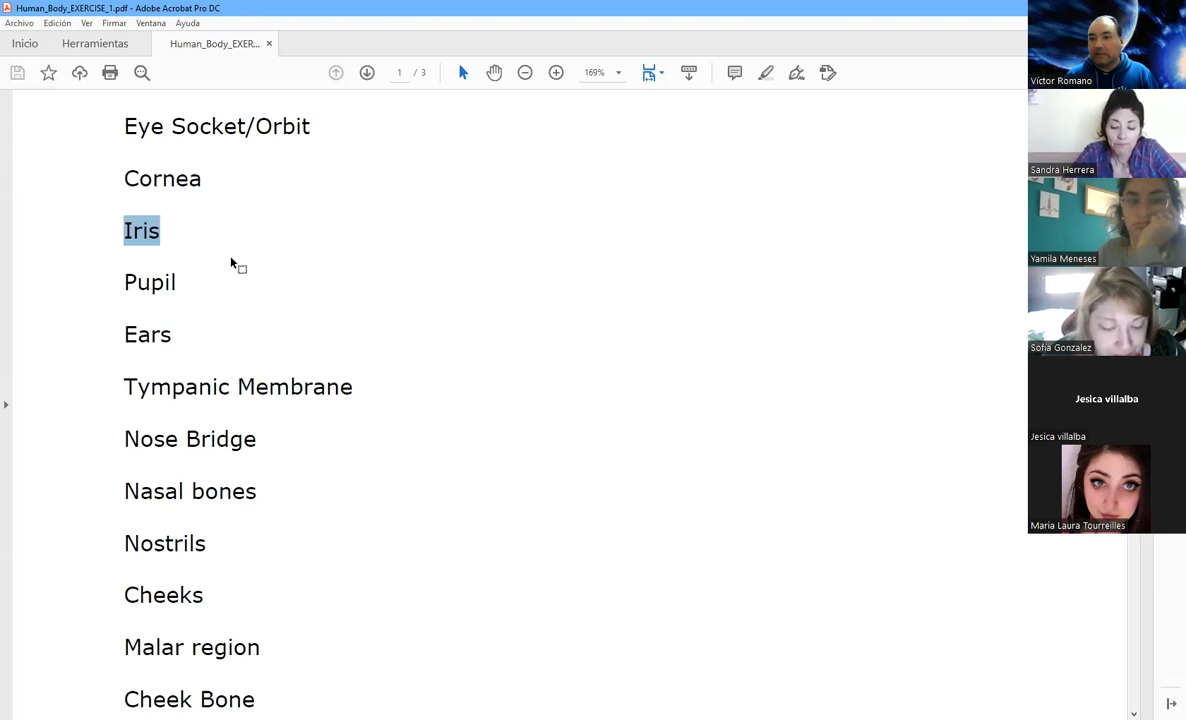 Human_Body_EXERCISE_1.pdf - Adobe Acrobat Pro DC
Archivo Edición Ver Firmar Ventana Ayuda
Inicio Herramientas Human_Body_EXER... ×
1 / 3 169%
Eye Socket/Orbit
Cornea
Iris
Pupil
Ears
Tympanic Membrane
Nose Bridge
Nasal bones
Nostrils
Cheeks
Malar region
Cheek Bone
Víctor Romano
Sandra Herrera
Yamila Meneses
Sofía Gonzalez
Jesica villalba
Jesica villalba
Maria Laura Tourreilles